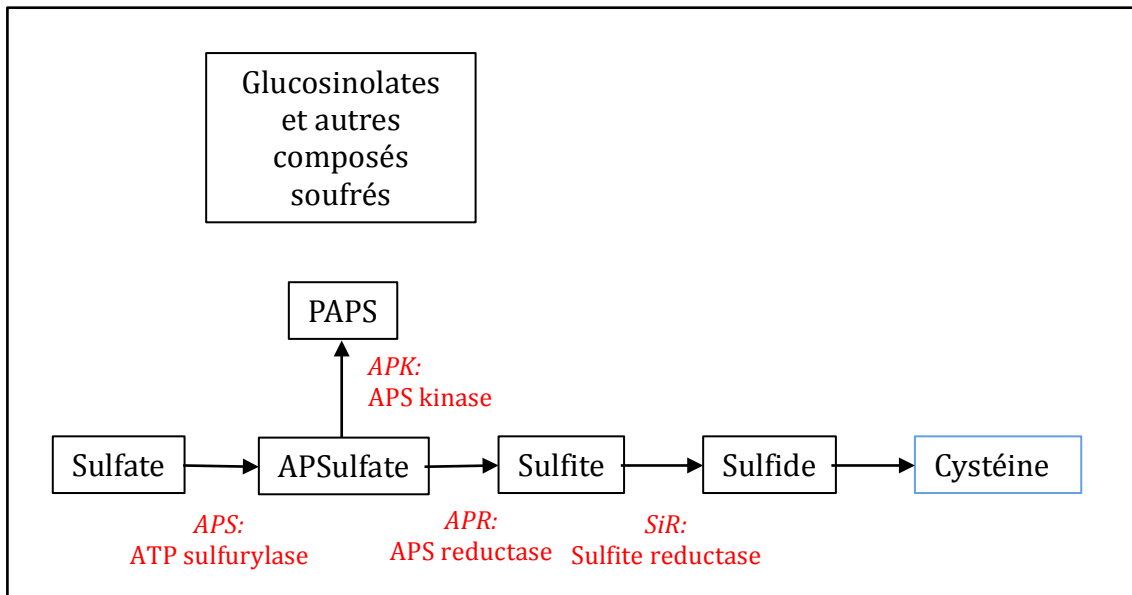 Glucosinolates
et autres
composés
soufrés
PAPS
APK:
APS kinase
Sulfate
APSulfate
Sulfite
Sulfide
Cystéine
APS:
ATP sulfurylase
APR:
APS reductase
SiR:
Sulfite reductase